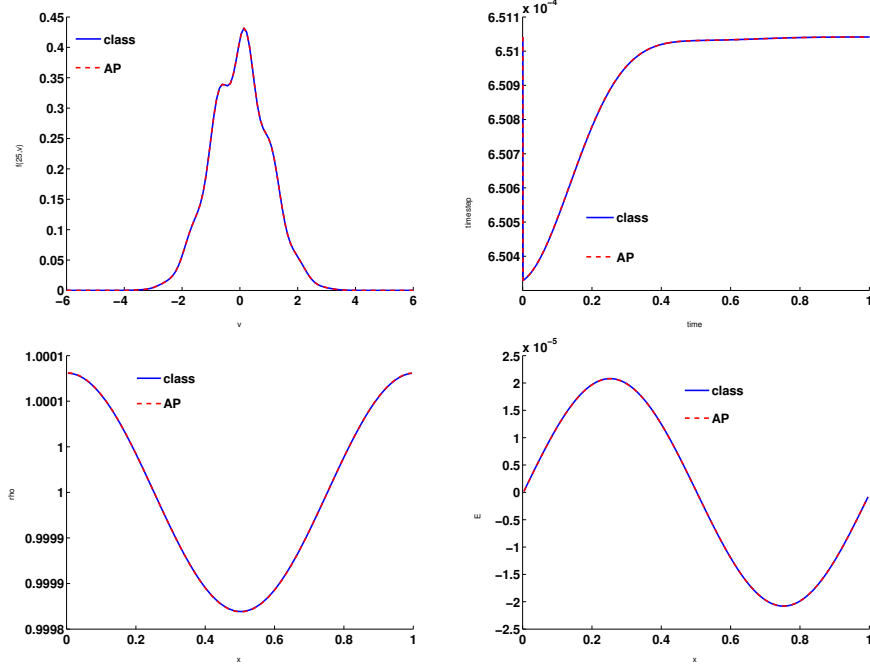 0.45
class
0.4
AP
0.35
0.3
0.25
f(25,v)
0.2
0.15
0.1
0.05
0
−6 −4 −2 0 2 4 6
v
x 10−4
6.511
6.51
6.509
6.508
6.507
timestep
6.506
class
6.505
AP
6.504
0 0.2 0.4 0.6 0.8 1
time
1.0001
class
1.0001
AP
1
rho
1
0.9999
0.9999
0.9998
0 0.2 0.4 0.6 0.8 1
x
x 10−5
2.5
2
class
1.5
AP
1
0.5
0
E
−0.5
−1
−1.5
−2
−2.5
0 0.2 0.4 0.6 0.8 1
x